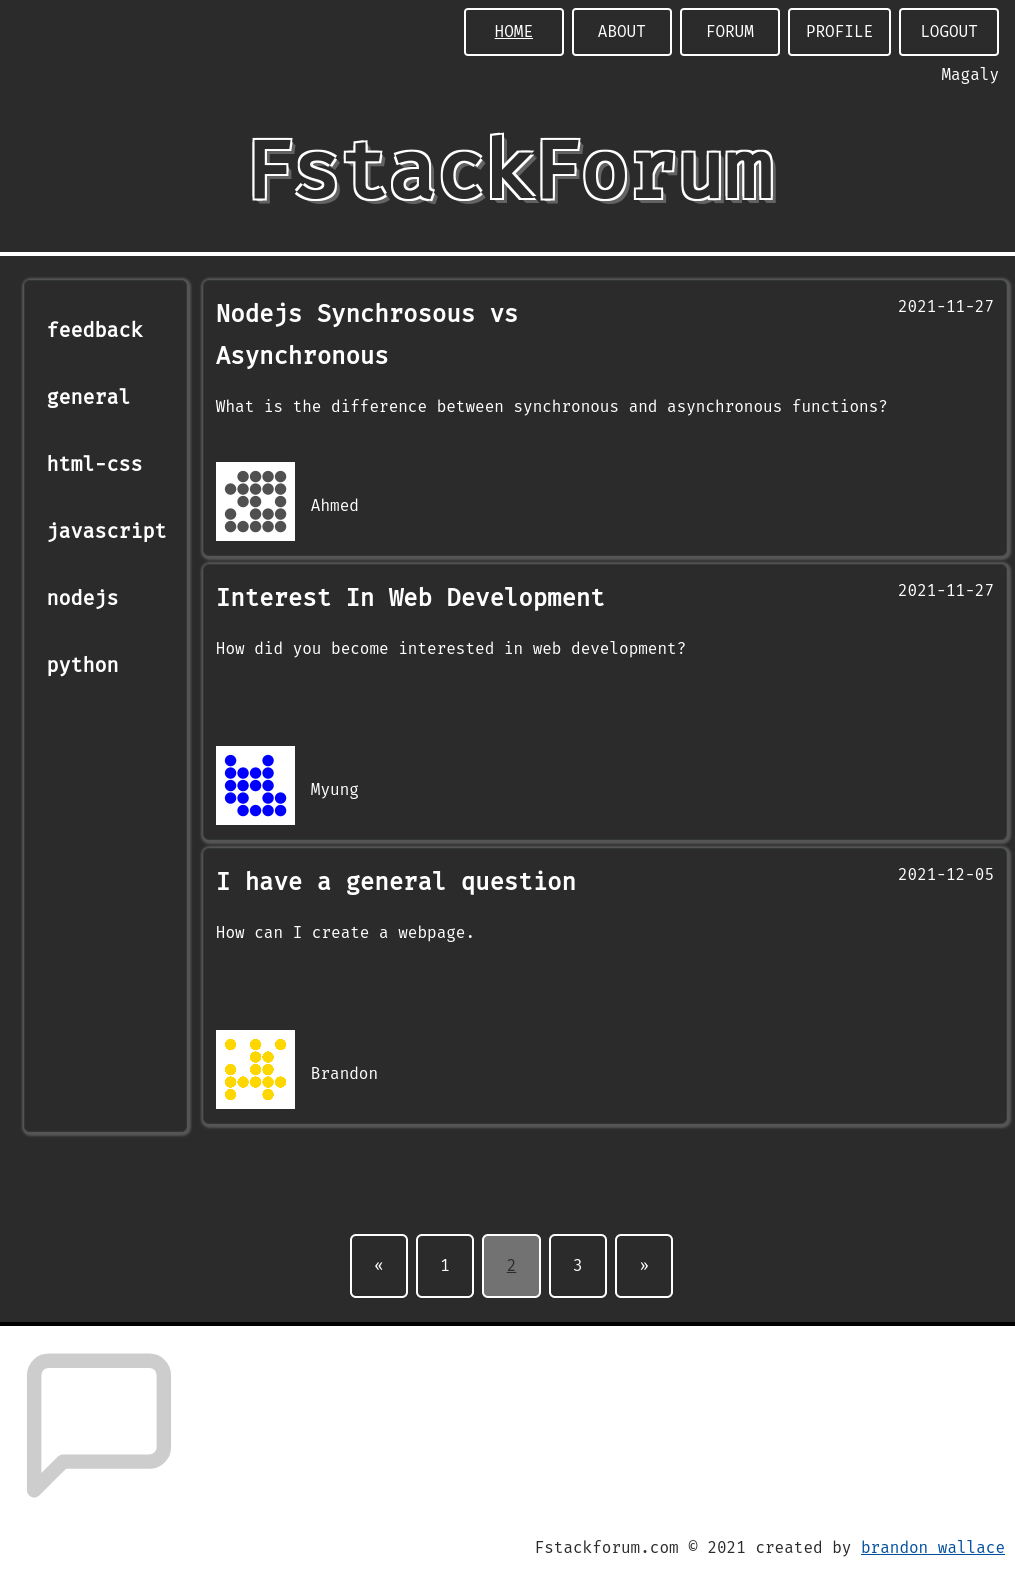 HOME ABOUT FORUM PROFILE LOGOUT
Magaly
FstackForum
feedback
general
html-css
javascript
nodejs
python
Nodejs Synchrosous vs
Asynchronous
2021-11-27
What is the difference between synchronous and asynchronous functions?
Ahmed
Interest In Web Development
2021-11-27
How did you become interested in web development?
Myung
I have a general question
2021-12-05
How can I create a webpage.
Brandon
« 1 2 3 »
Fstackforum.com © 2021 created by brandon wallace